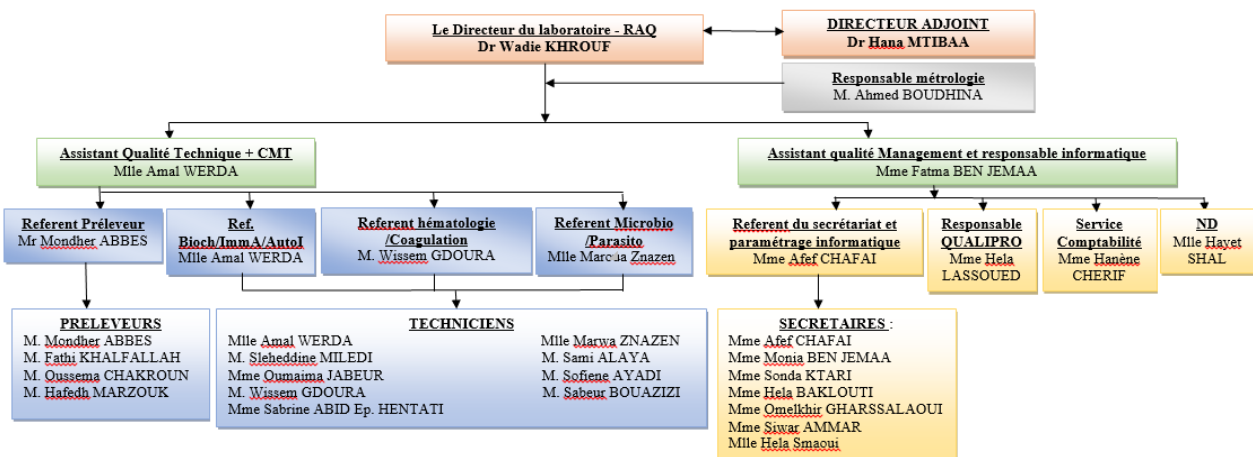 Le Directeur du laboratoire - RAQ
Dr Wadie KHROUF
DIRECTEUR ADJOINT
Dr Hana MTIBAA
Responsable métrologie
M. Ahmed BOUDHINA
Assistant Qualité Technique + CMT
Mlle Amal WERDA
Assistant qualité Management et responsable informatique
Mme Fatma BEN JEMAA
Referent Préleveur
Mr Mondher ABBES
Ref.
Bioch/ImmA/AutoI
Mlle Amal WERDA
Referent hématologie
/Coagulation
M. Wissem GDOURA
Referent Microbio
/Parasito
Mlle Maroua Znazen
Referent du secrétariat et
paramétrage informatique
Mme Afef CHAFAI
Responsable
QUALIPRO
Mme Hela
LASSOUED
Service
Comptabilité
Mme Hanène
CHERIF
ND
Mlle Hayet
SHAL
PRELEVEURS
M. Mondher ABBES
M. Fathi KHALFALLAH
M. Oussema CHAKROUN
M. Hafedh MARZOUK
TECHNICIENS
Mlle Amal WERDA
M. Sleheddine MILEDI
Mme Oumaima JABEUR
M. Wissem GDOURA
Mme Sabrine ABID Ep. HENTATI
Mlle Marwa ZNAZEN
M. Sami ALAYA
M. Sofiene AYADI
M. Sabeur BOUAZIZI
SECRETAIRES :
Mme Afef CHAFAI
Mme Monia BEN JEMAA
Mme Sonda KTARI
Mme Hela BAKLOUTI
Mme Omelkhir GHARSSALAOUI
Mme Siwar AMMAR
Mlle Hela Smaoui